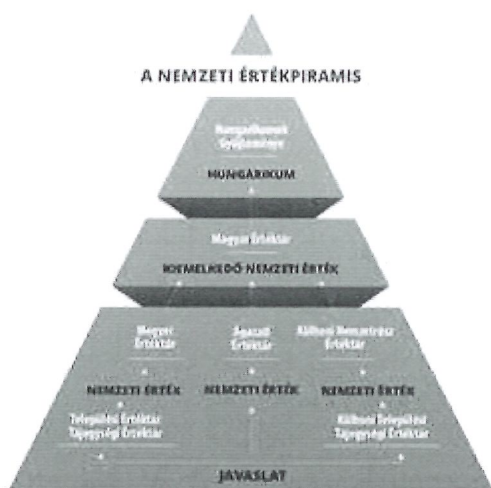 A NEMZETI ÉRTÉKPIRAMIS
Hungarikumok
Gyűjteménye
HUNGARIKUM
Magyar Értéktár
KIEMELKEDŐ NEMZETI ÉRTÉK
Megyei
Értéktár
Ágazati
Értéktár
Külhoni Nemzetrész
Értéktár
NEMZETI ÉRTÉK
NEMZETI ÉRTÉK
NEMZETI ÉRTÉK
Települési Értéktár
Tájegységi Értéktár
Külhoni Települési
Tájegységi Értéktár
JAVASLAT